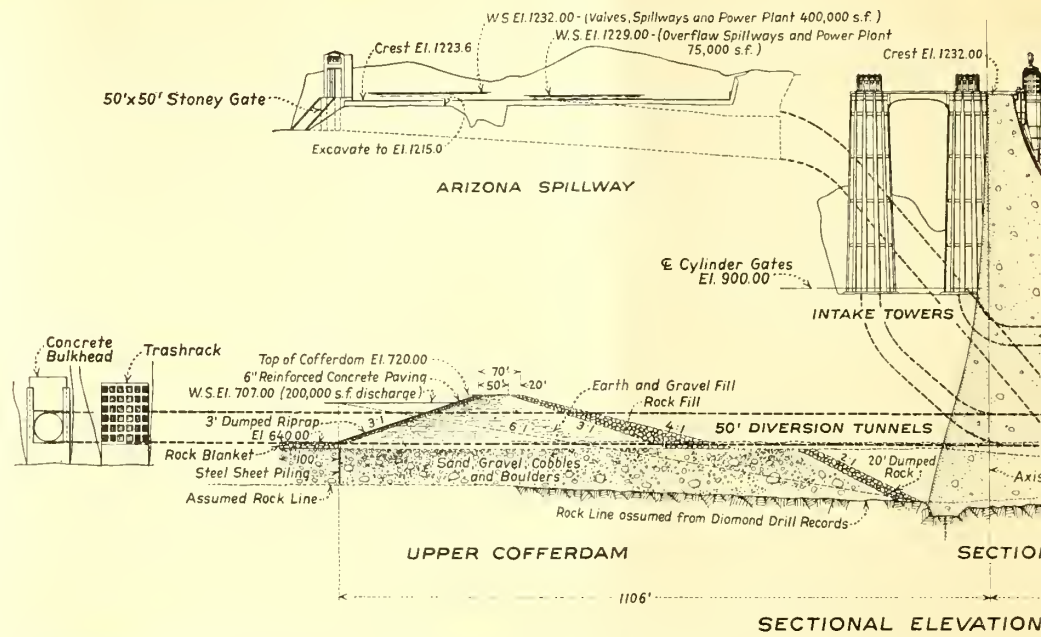 W.S El. 1232.00 - (Valves, Spillways and Power Plant 400,000 s.f.)
W.S. El. 1229.00 - (Overflaw Spillways and Power Plant
75,000 s.f.)
Crest El. 1223.6
Crest El. 1232.00
50'x50' Stoney Gate
Excavate to El. 1215.0
ARIZONA SPILLWAY
℄ Cylinder Gates
El. 900.00
INTAKE TOWERS
Concrete
Bulkhead
Trashrack
Top of Cofferdom El. 720.00
6" Reinforced Concrete Paving
W.S. El. 707.00 (200,000 s.f. discharge)
70'
50'
20'
Earth and Gravel Fill
Rock Fill
3' Dumped Riprap
El 640.00
3:1
6:1
3:1
4:1
50' DIVERSION TUNNELS
Rock Blanket
100'
Steel Sheet Piling
Sand, Gravel, Cobbles
and Boulders
2:1
20' Dumped
Rock
Axis
Assumed Rock Line
Rock Line assumed from Diamond Drill Records
UPPER COFFERDAM
SECTION
1106'
SECTIONAL ELEVATION